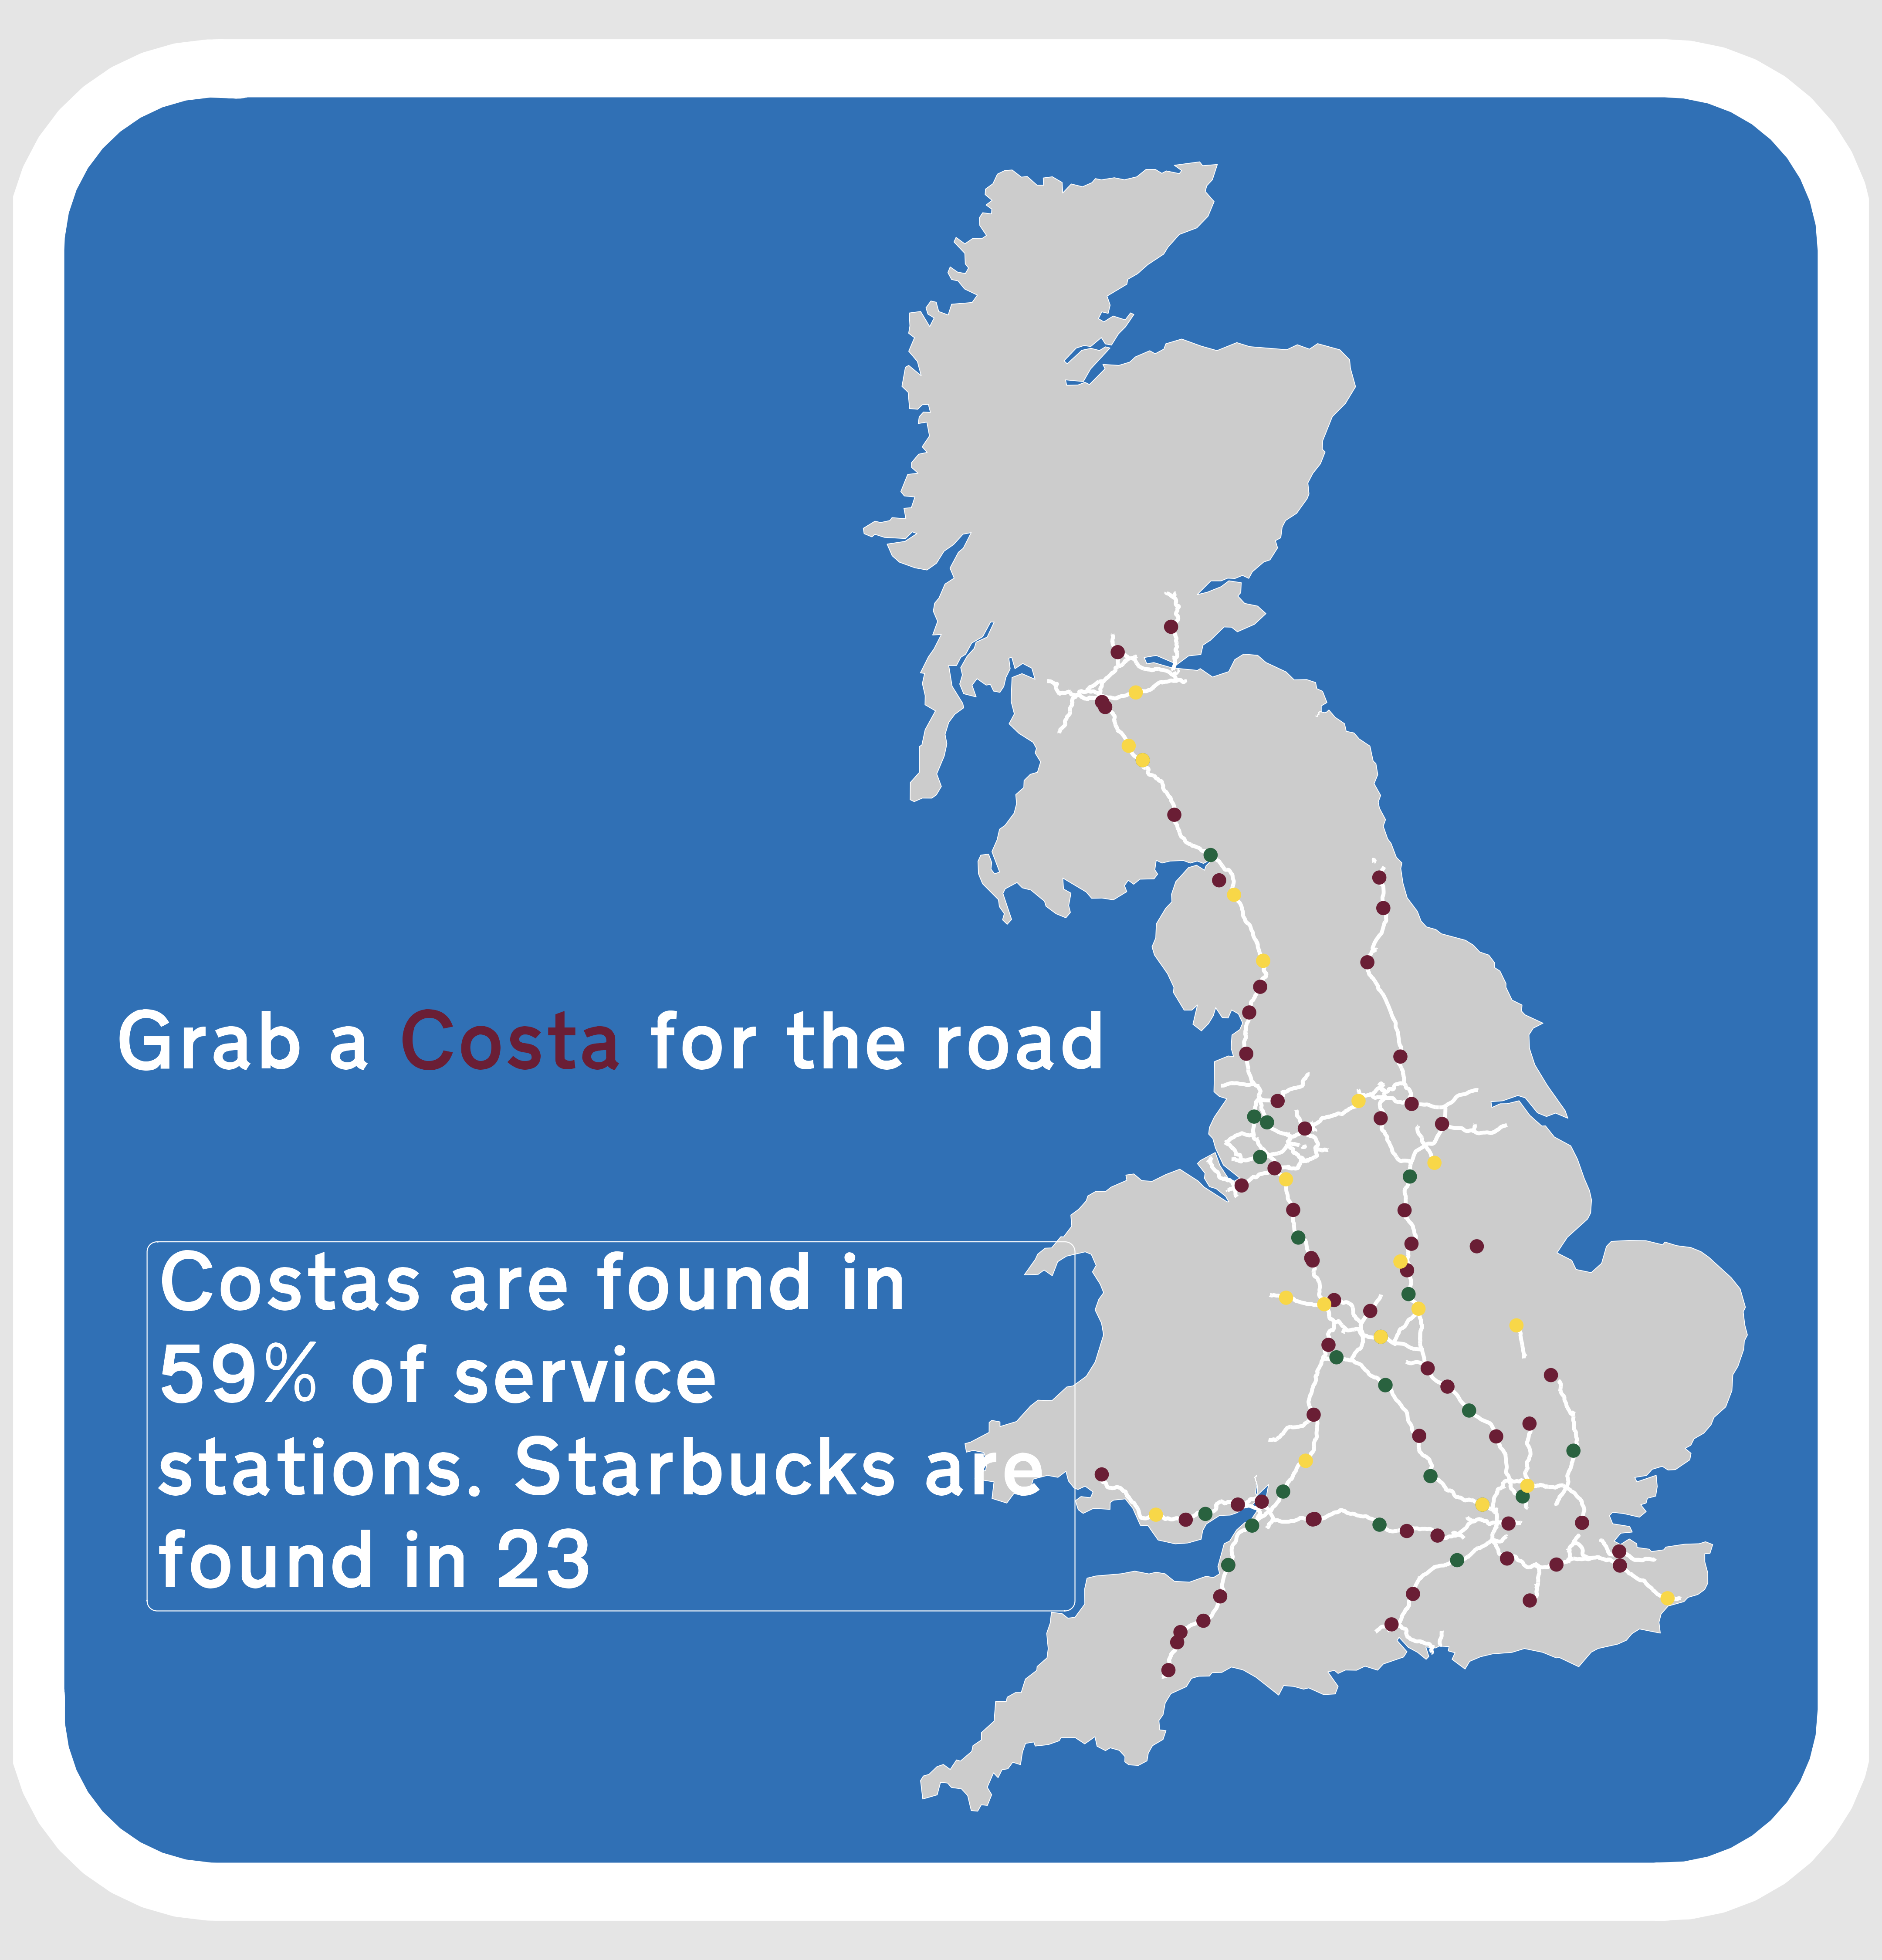 Grab a Costa for the road
Costas are found in
59% of service
stations. Starbucks are
found in 23